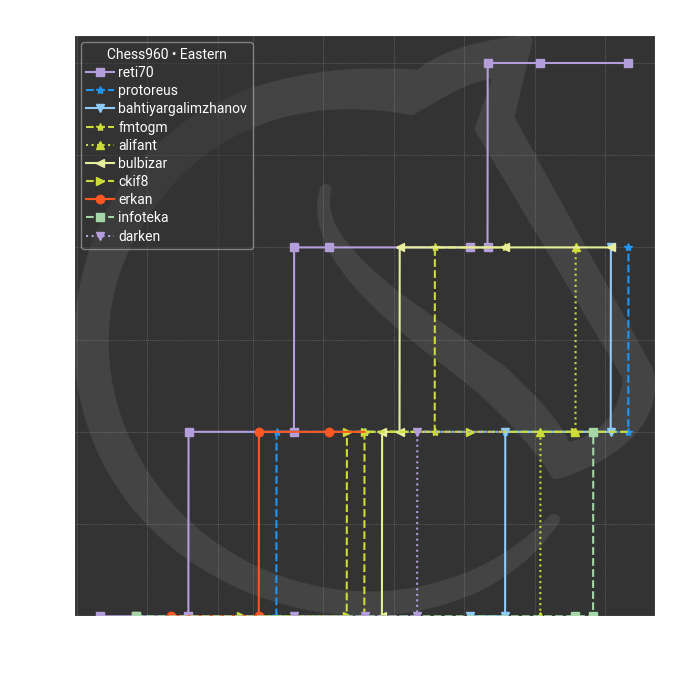 Chess960 • Eastern
reti70
protoreus
bahtiyargalimzhanov
fmtogm
alifant
bulbizar
ckif8
erkan
infoteka
darken